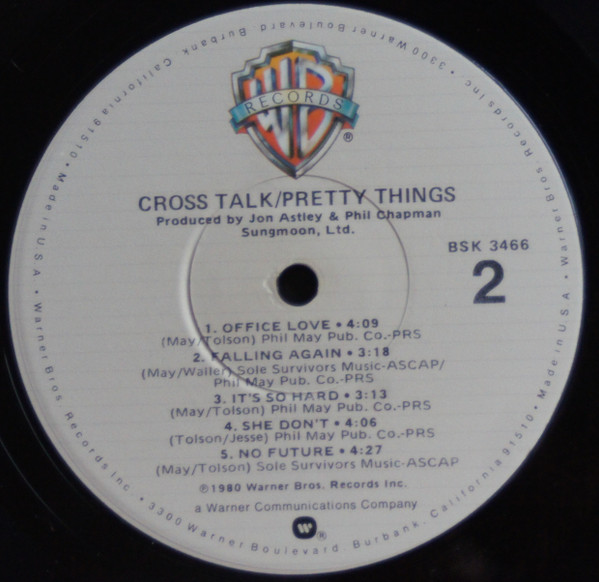 WB
RECORDS
®
CROSS TALK/PRETTY THINGS
Produced by Jon Astley & Phil Chapman
Sungmoon, Ltd.
BSK 3466
2
1. OFFICE LOVE • 4:09
(May/Tolson) Phil May Pub. Co.-PRS
2. FALLING AGAIN • 3:18
(May/Waller) Sole Survivors Music-ASCAP/
Phil May Pub. Co.-PRS
3. IT'S SO HARD • 3:13
(May/Tolson) Phil May Pub. Co.-PRS
4. SHE DON'T • 4:06
(Tolson/Jesse) Phil May Pub. Co.-PRS
5. NO FUTURE • 4:27
(May/Tolson) Sole Survivors Music-ASCAP
℗1980 Warner Bros. Records Inc.
a Warner Communications Company
W®
• 3300 Warner Boulevard, Burbank, California 91510 • Made in U S A • Warner Bros. Records Inc. • 3300 Warner Boulevard, Burbank, California 91510 • Made in U S A • Warner Bros. Records Inc.